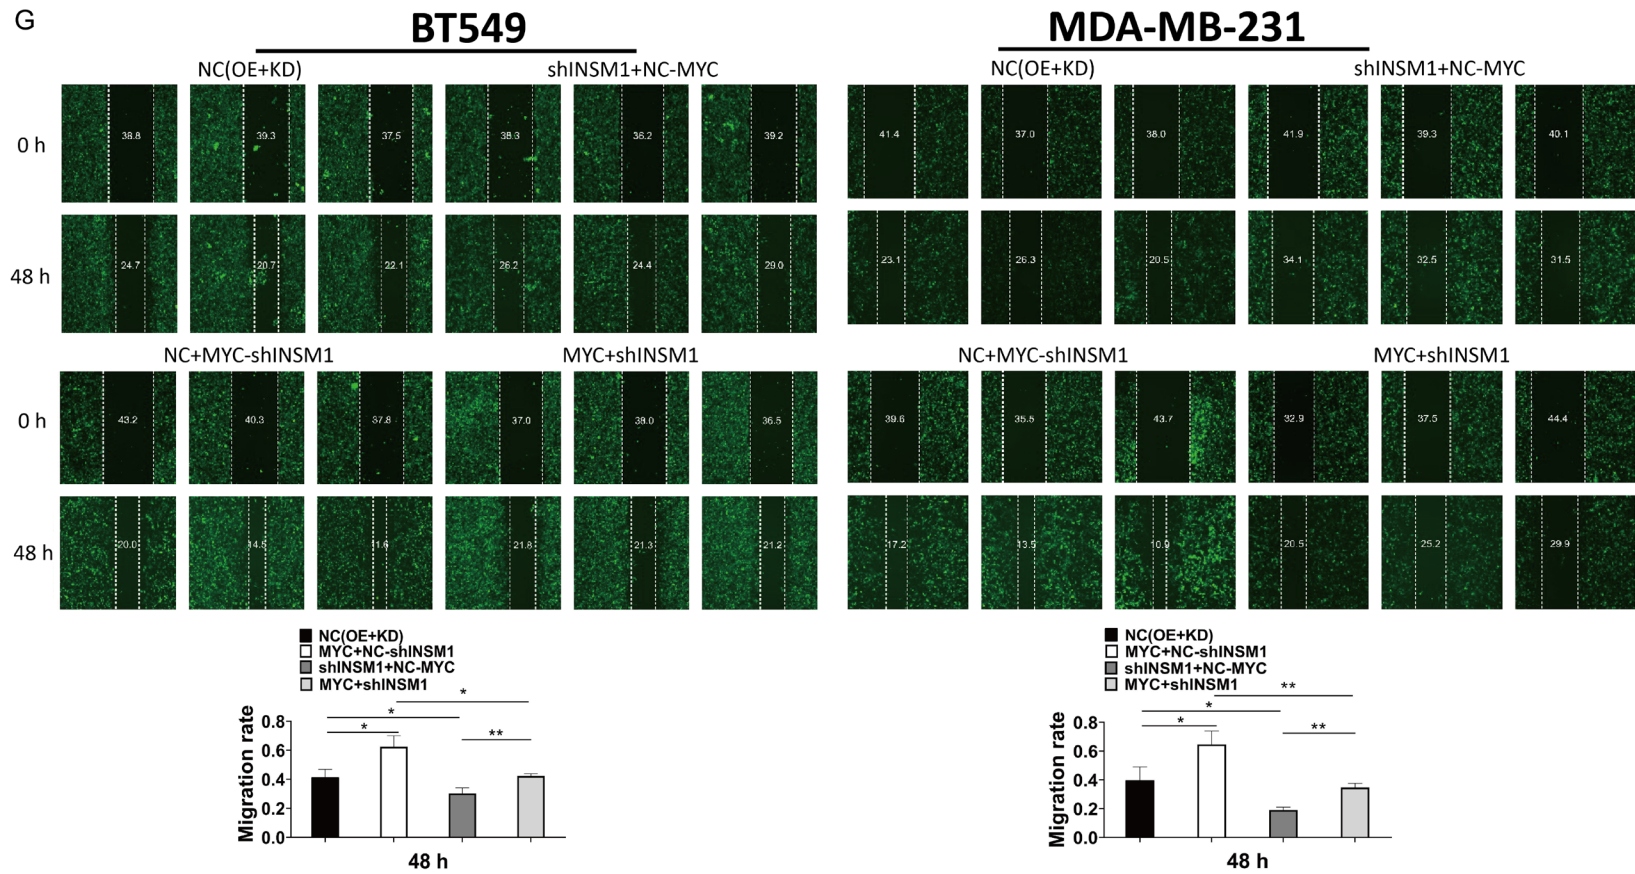 G
BT549
MDA-MB-231
NC(OE+KD) shINSM1+NC-MYC NC(OE+KD) shINSM1+NC-MYC
0 h 38.8 39.3 37.5 38.3 36.2 39.2 41.4 37.0 38.0 41.9 39.3 40.1
48 h 24.7 20.7 22.1 26.2 24.4 29.0 23.1 26.3 20.5 34.1 32.5 31.5
NC+MYC-shINSM1 MYC+shINSM1 NC+MYC-shINSM1 MYC+shINSM1
0 h 43.2 40.3 37.8 37.0 38.0 36.5 39.6 35.5 43.7 32.9 37.5 44.4
48 h 20.0 14.5 11.6 21.8 21.3 21.2 17.2 13.5 10.9 20.5 25.2 29.9
NC(OE+KD)
MYC+NC-shINSM1
shINSM1+NC-MYC
MYC+shINSM1
*
*
*
**
Migration rate
0.8
0.6
0.4
0.2
0.0
48 h
NC(OE+KD)
MYC+NC-shINSM1
shINSM1+NC-MYC
MYC+shINSM1
**
*
*
**
Migration rate
0.8
0.6
0.4
0.2
0.0
48 h